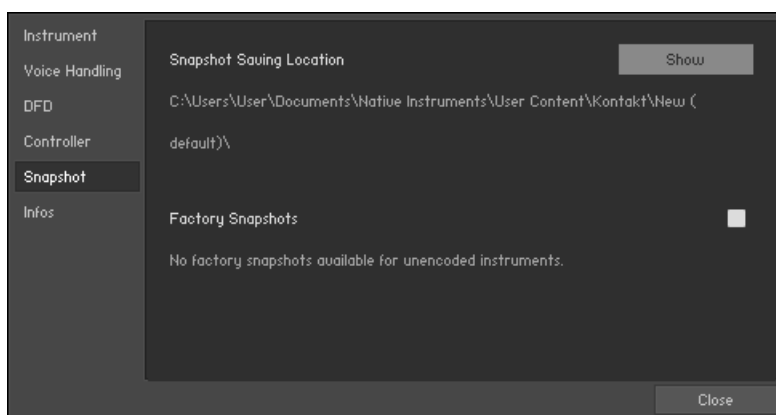 Instrument
Voice Handling
DFD
Controller
Snapshot
Infos
Snapshot Saving Location
Show
C:\Users\User\Documents\Native Instruments\User Content\Kontakt\New (
default)\
Factory Snapshots
No factory snapshots available for unencoded instruments.
Close